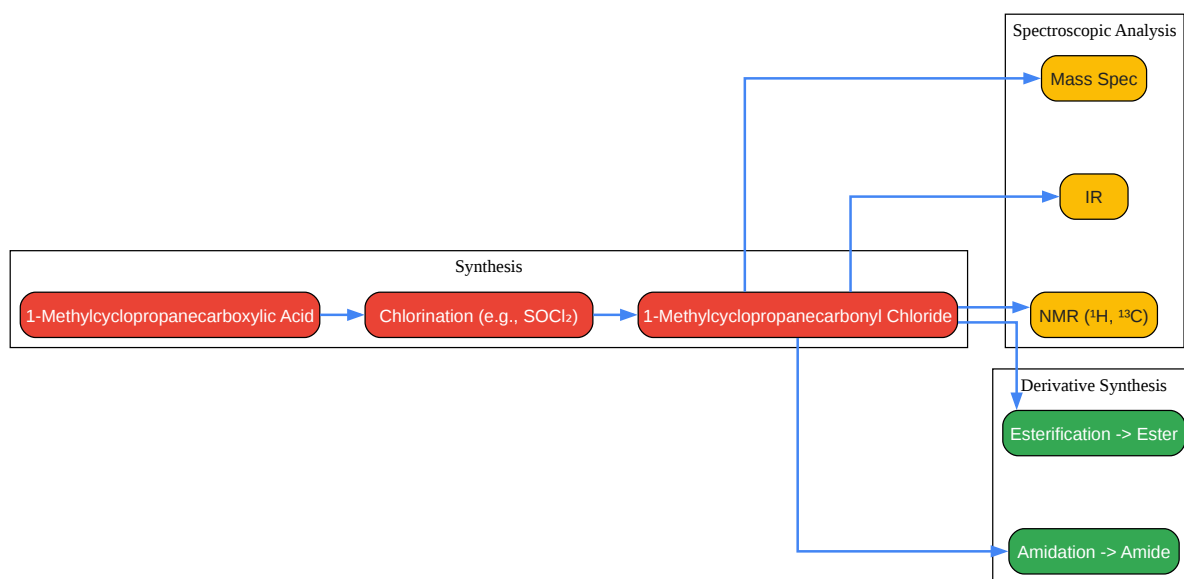 Spectroscopic Analysis
Mass Spec
IR
Synthesis
1-Methylcyclopropanecarboxylic Acid
Chlorination (e.g., SOCl₂)
1-Methylcyclopropanecarbonyl Chloride
NMR (¹H, ¹³C)
Derivative Synthesis
Esterification -> Ester
Amidation -> Amide